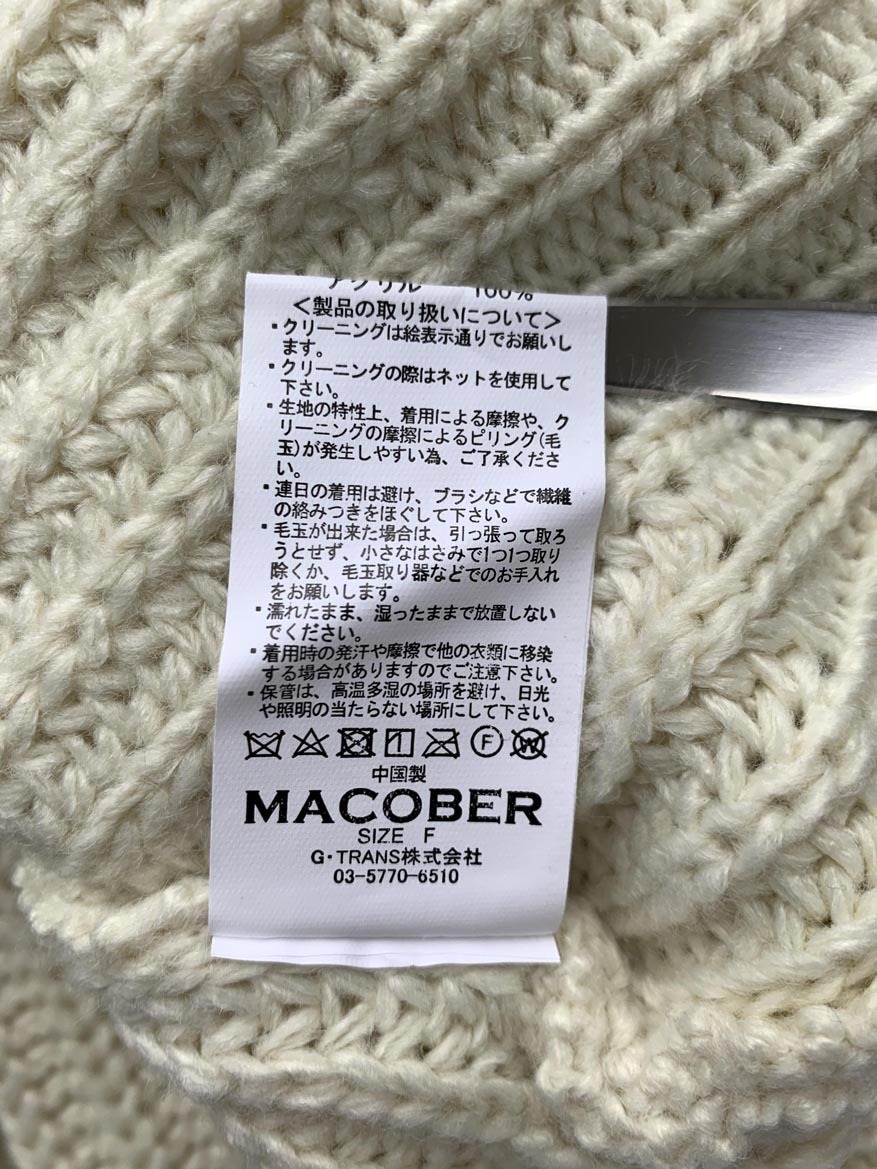 アクリル 100%
＜製品の取り扱いについて＞
▪クリーニングは絵表示通りでお願いし
ます。
▪クリーニングの際はネットを使用して
下さい。
▪生地の特性上、着用による摩擦や、ク
リーニングの摩擦によるピリング(毛
玉)が発生しやすい為、ご了承くださ
い。
▪連日の着用は避け、ブラシなどで繊維
の絡みつきをほぐして下さい。
▪毛玉が出来た場合は、引っ張って取ろ
うとせず、小さなはさみで1つ1つ取り
除くか、毛玉取り器などでのお手入れ
をお願いします。
▪濡れたまま、湿ったままで放置しない
でください。
▪着用時の発汗や摩擦で他の衣類に移染
する場合がありますのでご注意下さい。
▪保管は、高温多湿の場所を避け、日光
や照明の当たらない場所にして下さい。
F W
中国製
MACOBER
SIZE F
G・TRANS株式会社
03-5770-6510